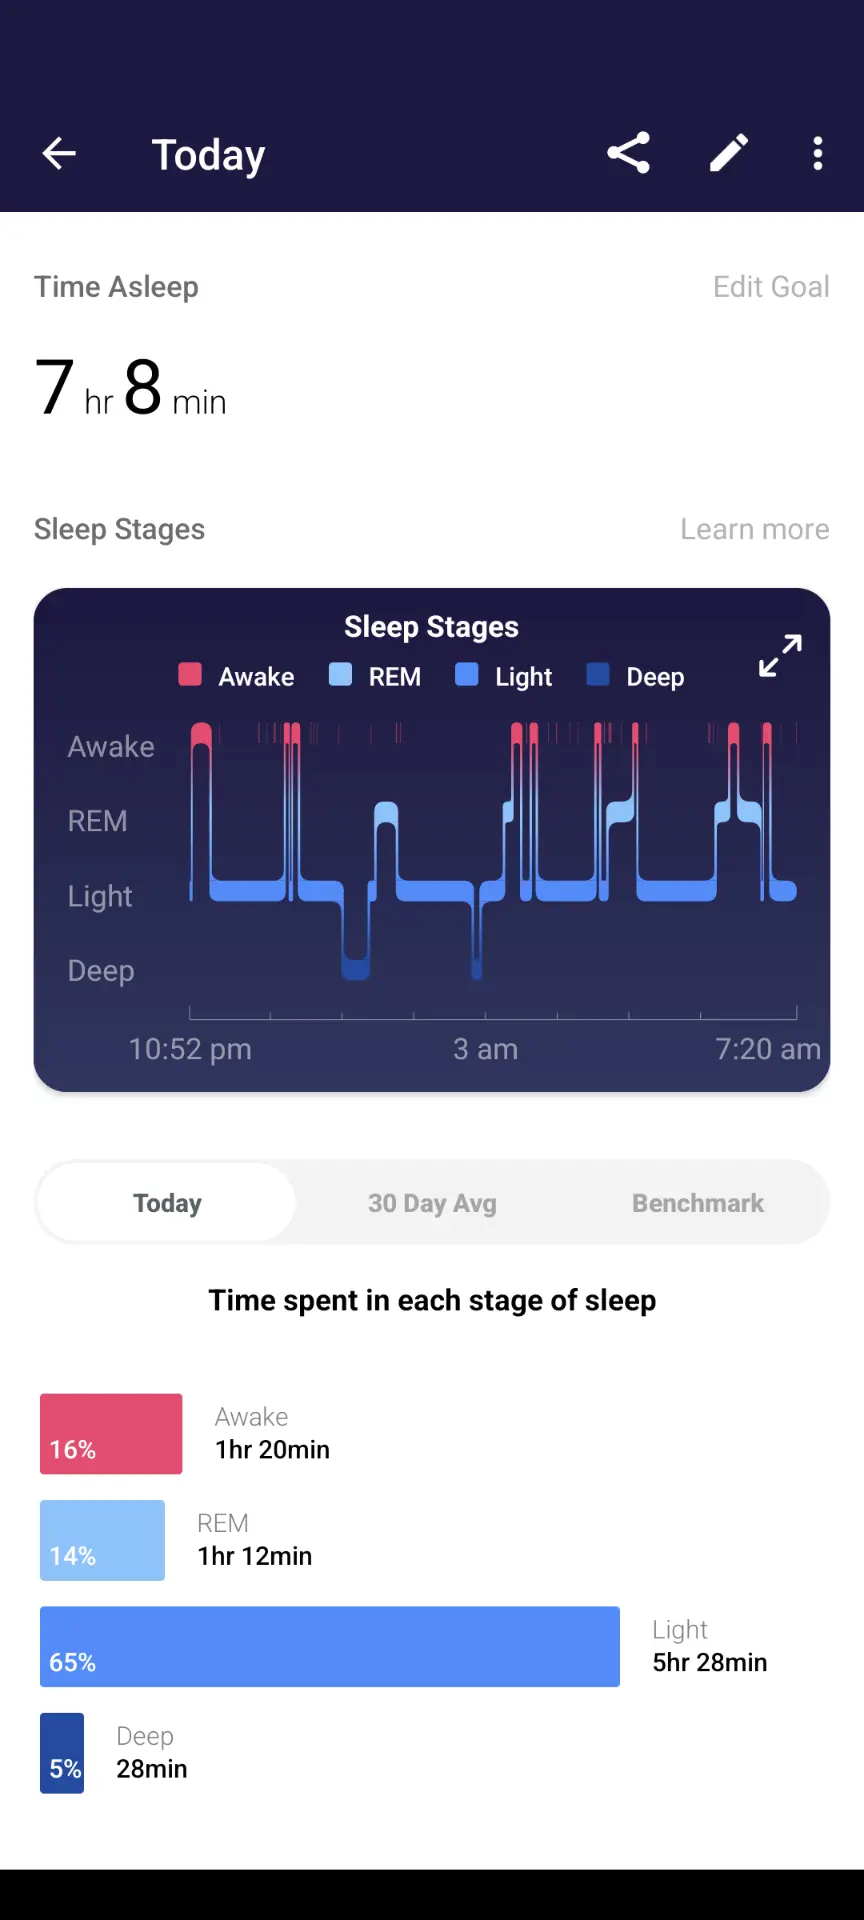 Today
Time Asleep
Edit Goal
7 hr 8 min
Sleep Stages
Learn more
Sleep Stages
Awake REM Light Deep
Awake
REM
Light
Deep
10:52 pm 3 am 7:20 am
Today 30 Day Avg Benchmark
Time spent in each stage of sleep
Awake
16% 1hr 20min
REM
14% 1hr 12min
Light
65% 5hr 28min
Deep
5% 28min